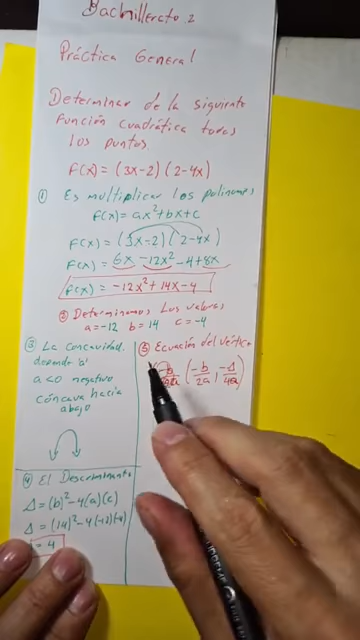 Bachillerato 2
Práctica General
Determinar de la siguiente
función cuadrática todos
los puntos
F(x) = (3x-2)(2-4x)
① Es multiplicar los polinomios
F(x) = ax²+bx+c
F(x) = (3x-2)(2-4x)
F(x) = 6x -12x² -4 +8x
F(x) = -12x²+14x-4
② Determinamos los valores
a=-12 b=14 c=-4
③ La concavidad
depende 'a'
a<0 negativo
cóncava hacia
abajo
④ El Descriminante
Δ = (b)²-4(a)(c)
Δ = (14)²-4(-12)(-4)
= 4
⑤ Ecuación del vértice
(-b/2a, -Δ/4a)